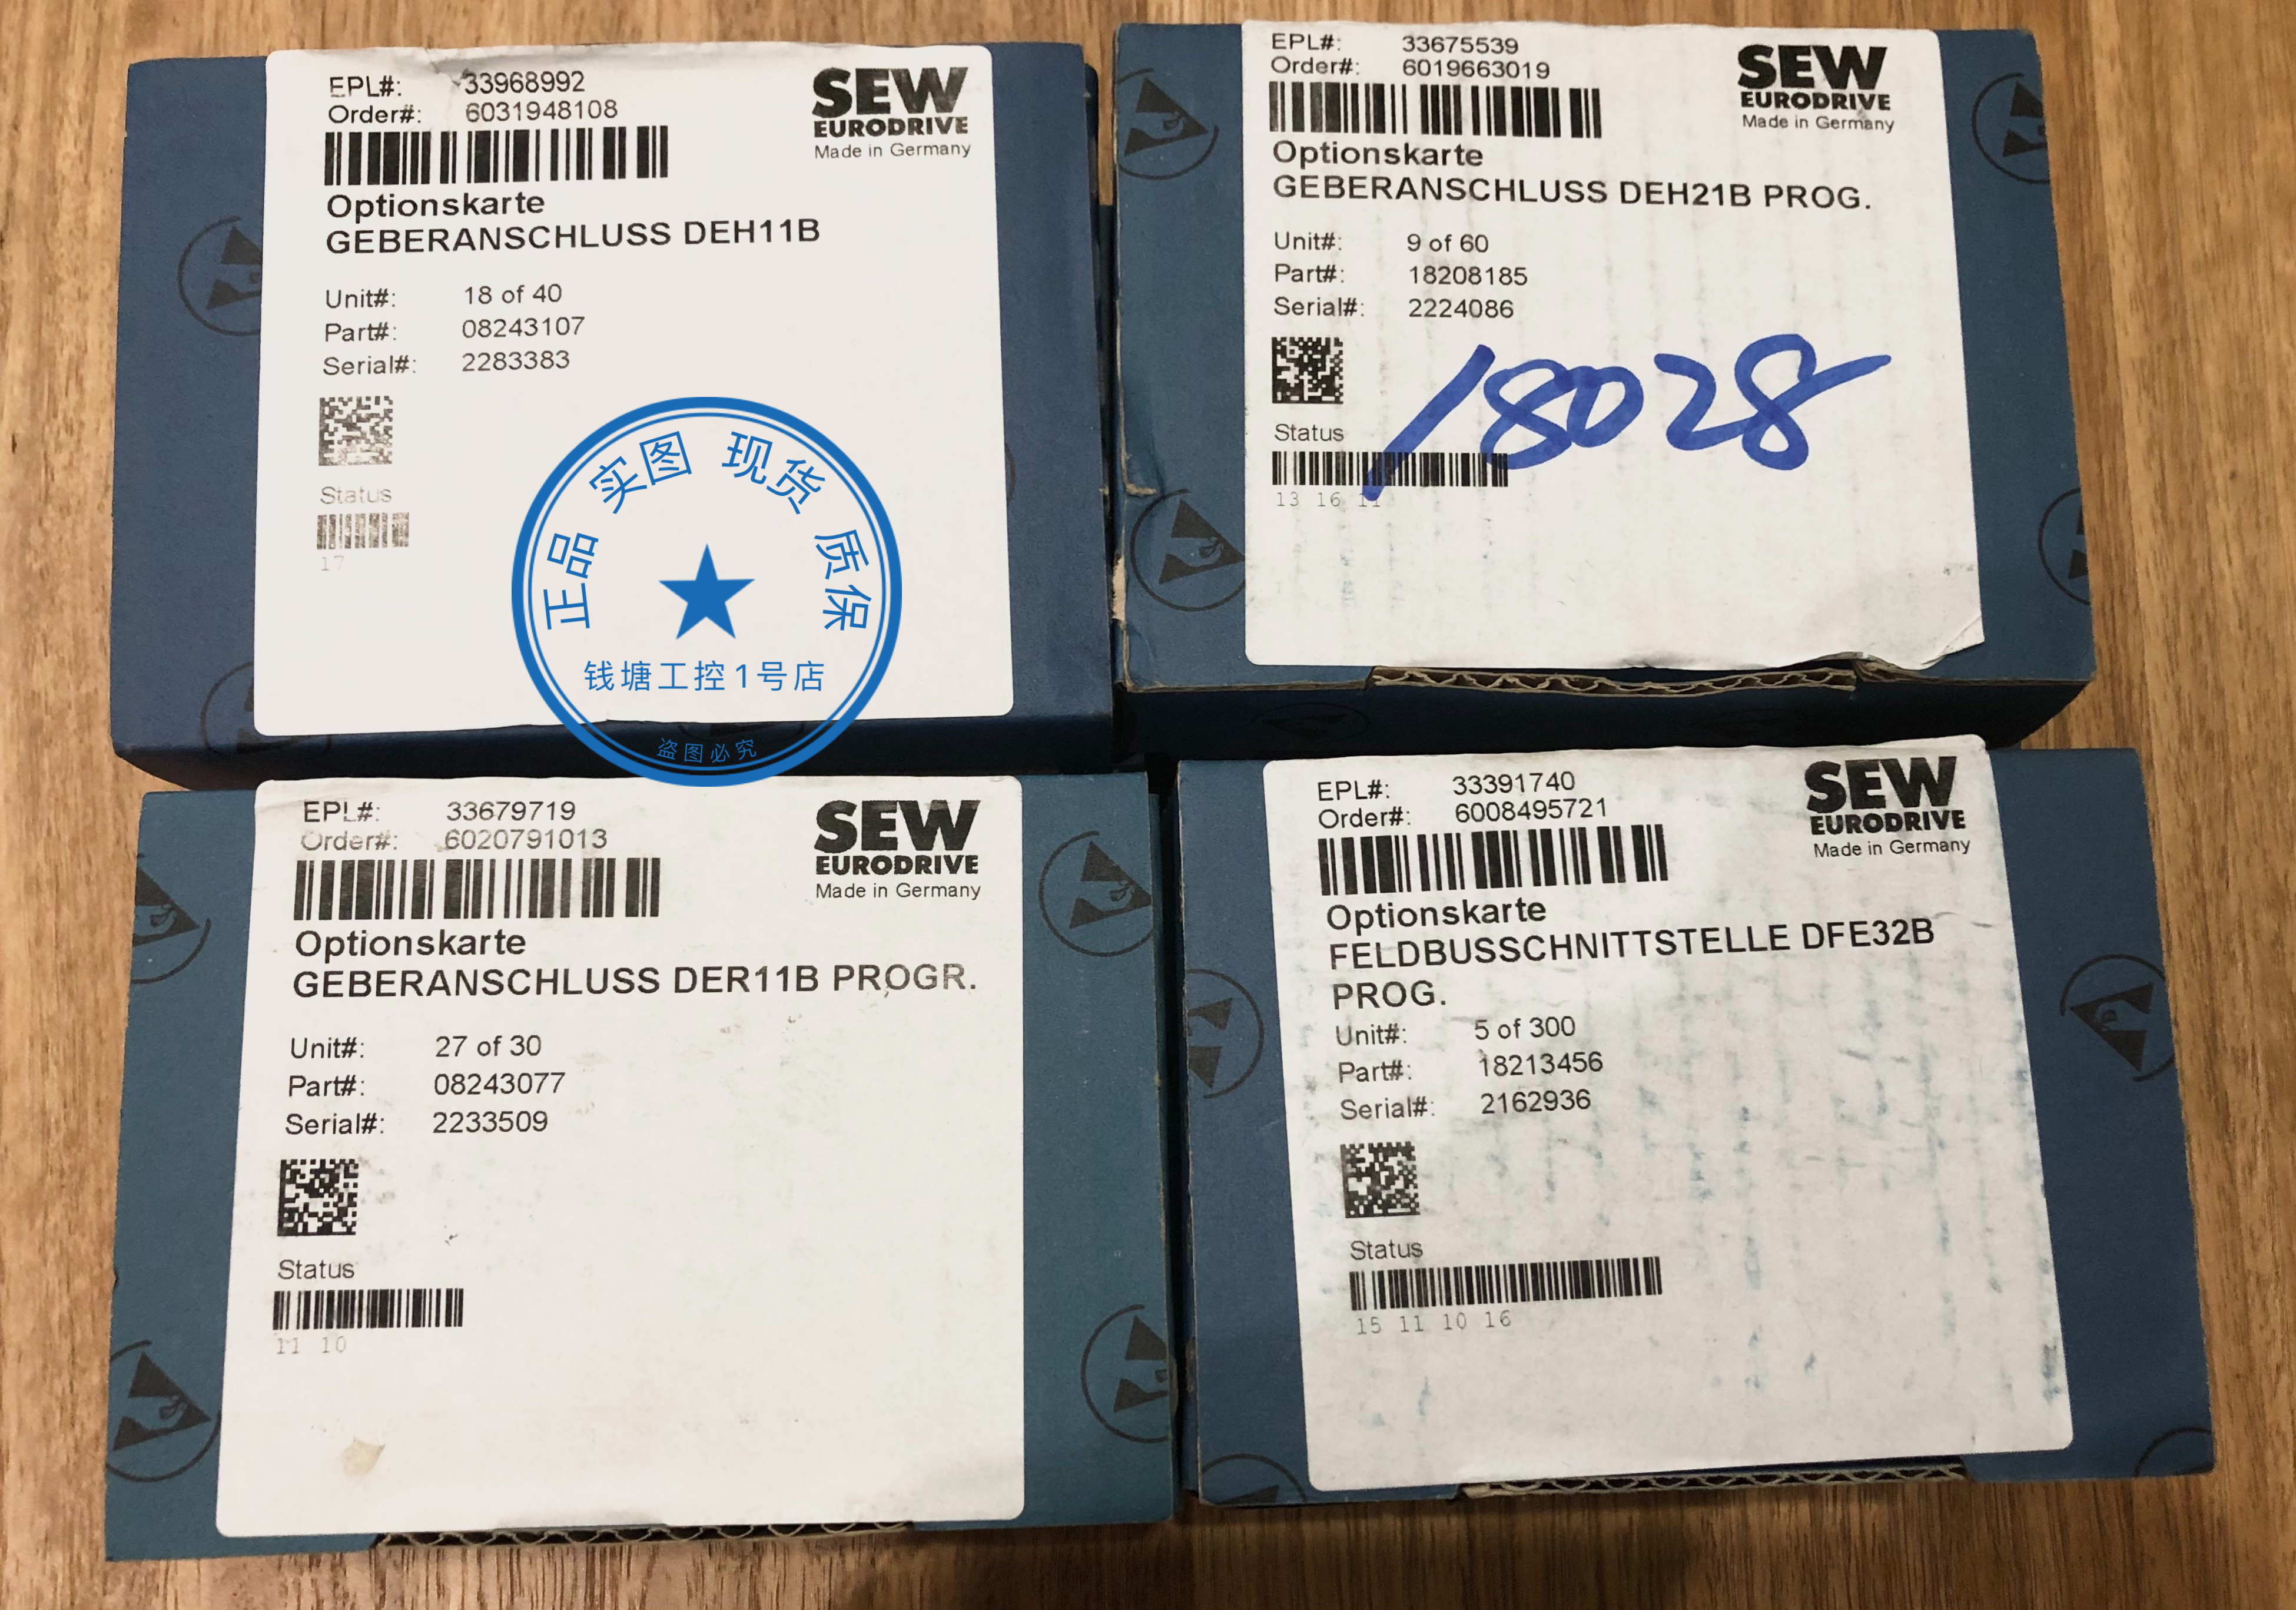 EPL#: 33968992
Order#: 6031948108
SEW
EURODRIVE
Made in Germany
Optionskarte
GEBERANSCHLUSS DEH11B
Unit#: 18 of 40
Part#: 08243107
Serial#: 2283383
Status
17
正品 实图 现货 质保
钱塘工控1号店
盗图必究
EPL#: 33675539
Order#: 6019663019
SEW
EURODRIVE
Made in Germany
Optionskarte
GEBERANSCHLUSS DEH21B PROG.
Unit#: 9 of 60
Part#: 18208185
Serial#: 2224086
18028
Status
13 16 11
EPL#: 33679719
Order#: 6020791013
SEW
EURODRIVE
Made in Germany
Optionskarte
GEBERANSCHLUSS DER11B PROGR.
Unit#: 27 of 30
Part#: 08243077
Serial#: 2233509
Status
11 10
EPL#: 33391740
Order#: 6008495721
SEW
EURODRIVE
Made in Germany
Optionskarte
FELDBUSSCHNITTSTELLE DFE32B
PROG.
Unit#: 5 of 300
Part#: 18213456
Serial#: 2162936
Status
15 11 10 16